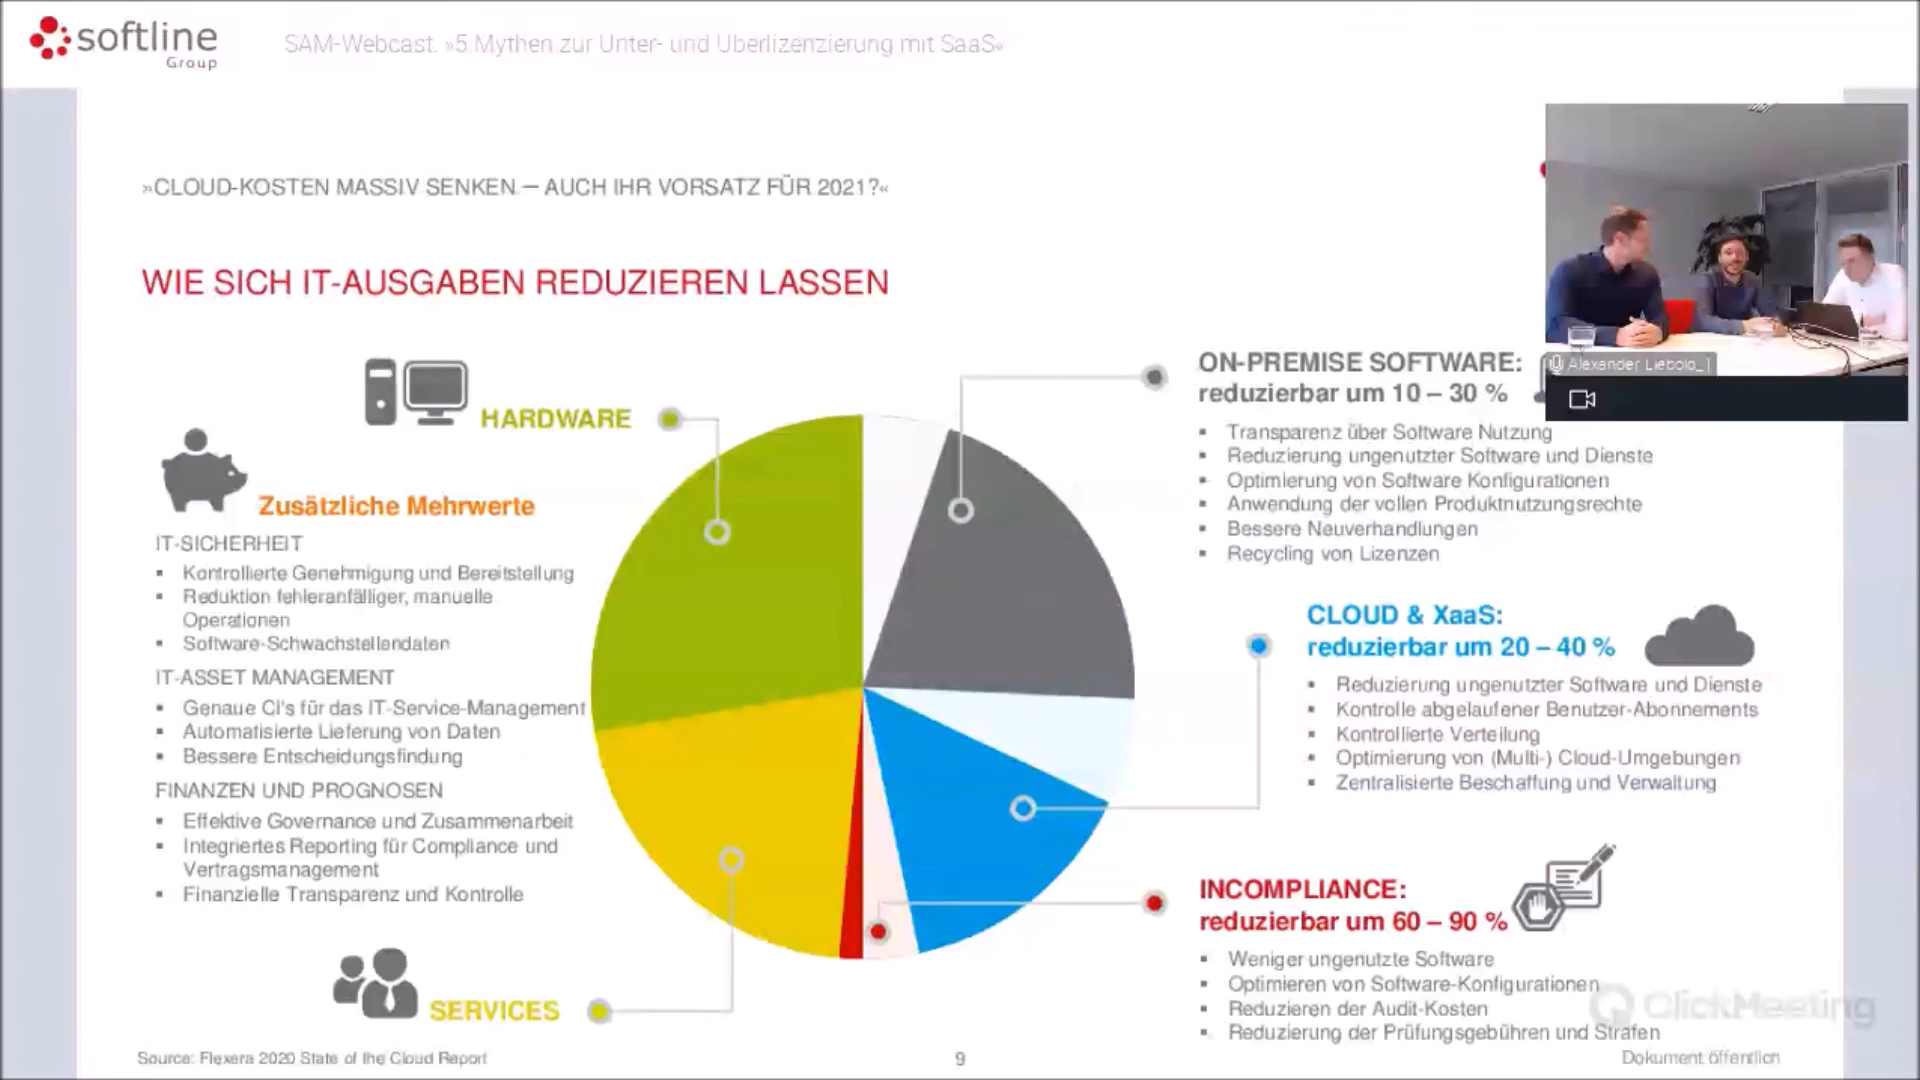 softline
Group
SAM-Webcast: »5 Mythen zur Unter- und Überlizenzierung mit SaaS«
»CLOUD-KOSTEN MASSIV SENKEN – AUCH IHR VORSATZ FÜR 2021?«
WIE SICH IT-AUSGABEN REDUZIEREN LASSEN
HARDWARE
Zusätzliche Mehrwerte
IT-SICHERHEIT
▪ Kontrollierte Genehmigung und Bereitstellung
▪ Reduktion fehleranfälliger, manuelle
Operationen
▪ Software-Schwachstellendaten
IT-ASSET MANAGEMENT
▪ Genaue CI's für das IT-Service-Management
▪ Automatisierte Lieferung von Daten
▪ Bessere Entscheidungsfindung
FINANZEN UND PROGNOSEN
▪ Effektive Governance und Zusammenarbeit
▪ Integriertes Reporting für Compliance und
Vertragsmanagement
▪ Finanzielle Transparenz und Kontrolle
SERVICES
ON-PREMISE SOFTWARE:
reduzierbar um 10 – 30 %
▪ Transparenz über Software Nutzung
▪ Reduzierung ungenutzter Software und Dienste
▪ Optimierung von Software Konfigurationen
▪ Anwendung der vollen Produktnutzungsrechte
▪ Bessere Neuverhandlungen
▪ Recycling von Lizenzen
CLOUD & XaaS:
reduzierbar um 20 – 40 %
▪ Reduzierung ungenutzter Software und Dienste
▪ Kontrolle abgelaufener Benutzer-Abonnements
▪ Kontrollierte Verteilung
▪ Optimierung von (Multi-) Cloud-Umgebungen
▪ Zentralisierte Beschaffung und Verwaltung
INCOMPLIANCE:
reduzierbar um 60 – 90 %
▪ Weniger ungenutzte Software
▪ Optimieren von Software-Konfigurationen
▪ Reduzieren der Audit-Kosten
▪ Reduzierung der Prüfungsgebühren und Strafen
Alexander Liebold_1
ClickMeeting
Source: Flexera 2020 State of the Cloud Report
9
Dokument: öffentlich